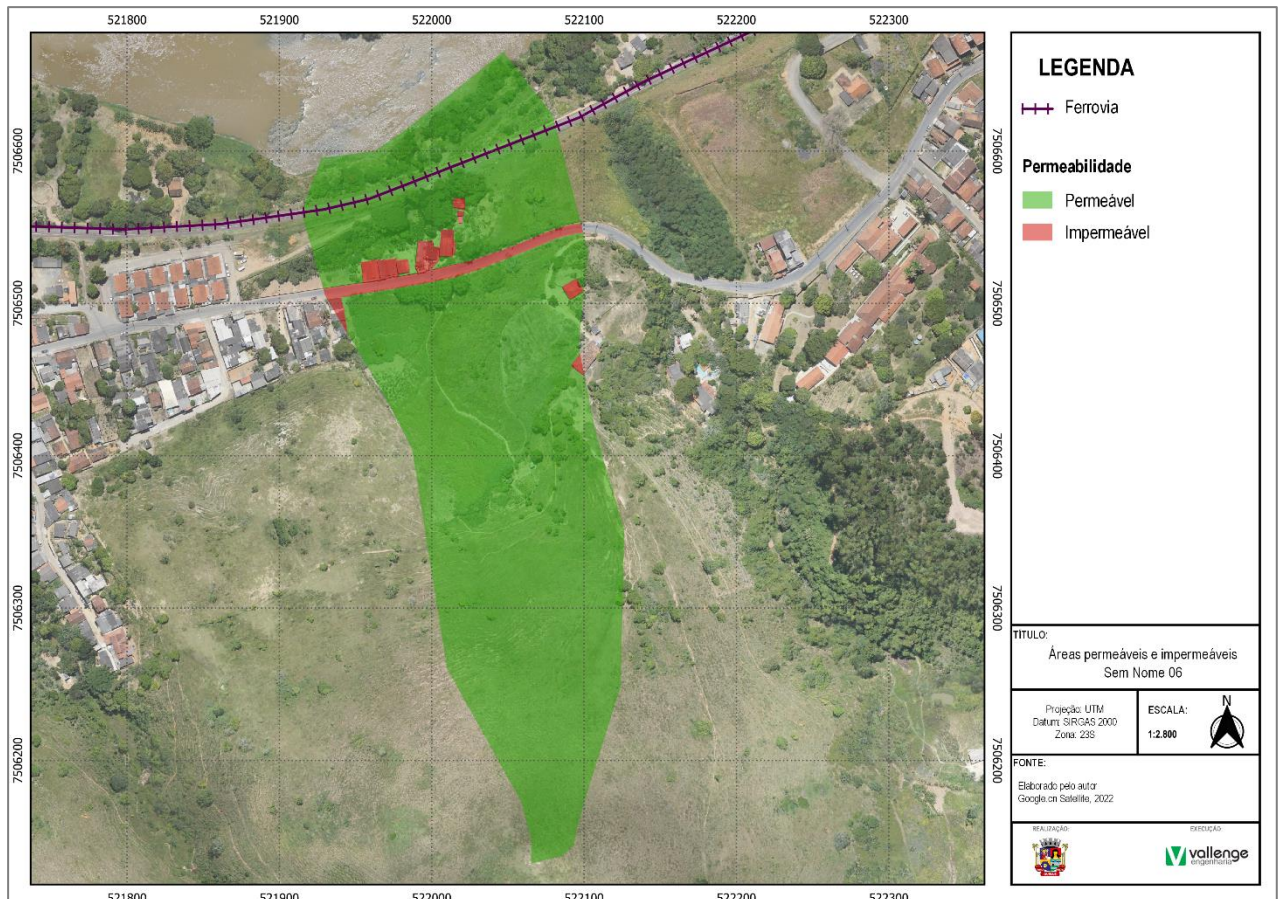 521800 521900 522000 522100 522200 522300
7506600
7506500
7506400
7506300
7506200
7506600
7506500
7506400
7506300
7506200
521800 521900 522000 522100 522200 522300
LEGENDA
Ferrovia
Permeabilidade
Permeável
Impermeável
TÍTULO:
Áreas permeáveis e impermeáveis
Sem Nome 06
Projeção: UTM
Datum: SIRGAS 2000
Zona: 23S
ESCALA:
1:2.800
N
FONTE:
Elaborado pelo autor
Google.cn Satellite, 2022
REALIZAÇÃO:
EXECUÇÃO:
V vallenge
engenharia